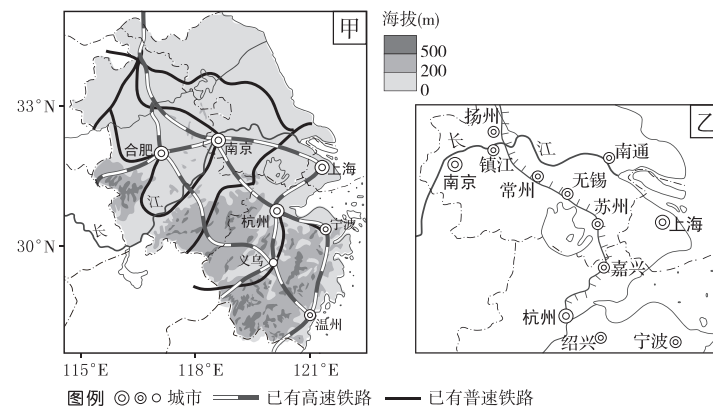 甲
海拔(m)
500
200
0
33°
30°
115°E
118°E
121°E
合肥
南京
上海
杭州
宁波
义乌
温州
长
江
乙
扬州
长
江
镇江
南通
南京
常州
无锡
苏州
上海
嘉兴
杭州
绍兴
宁波
图例
城市
已有高速铁路
已有普速铁路